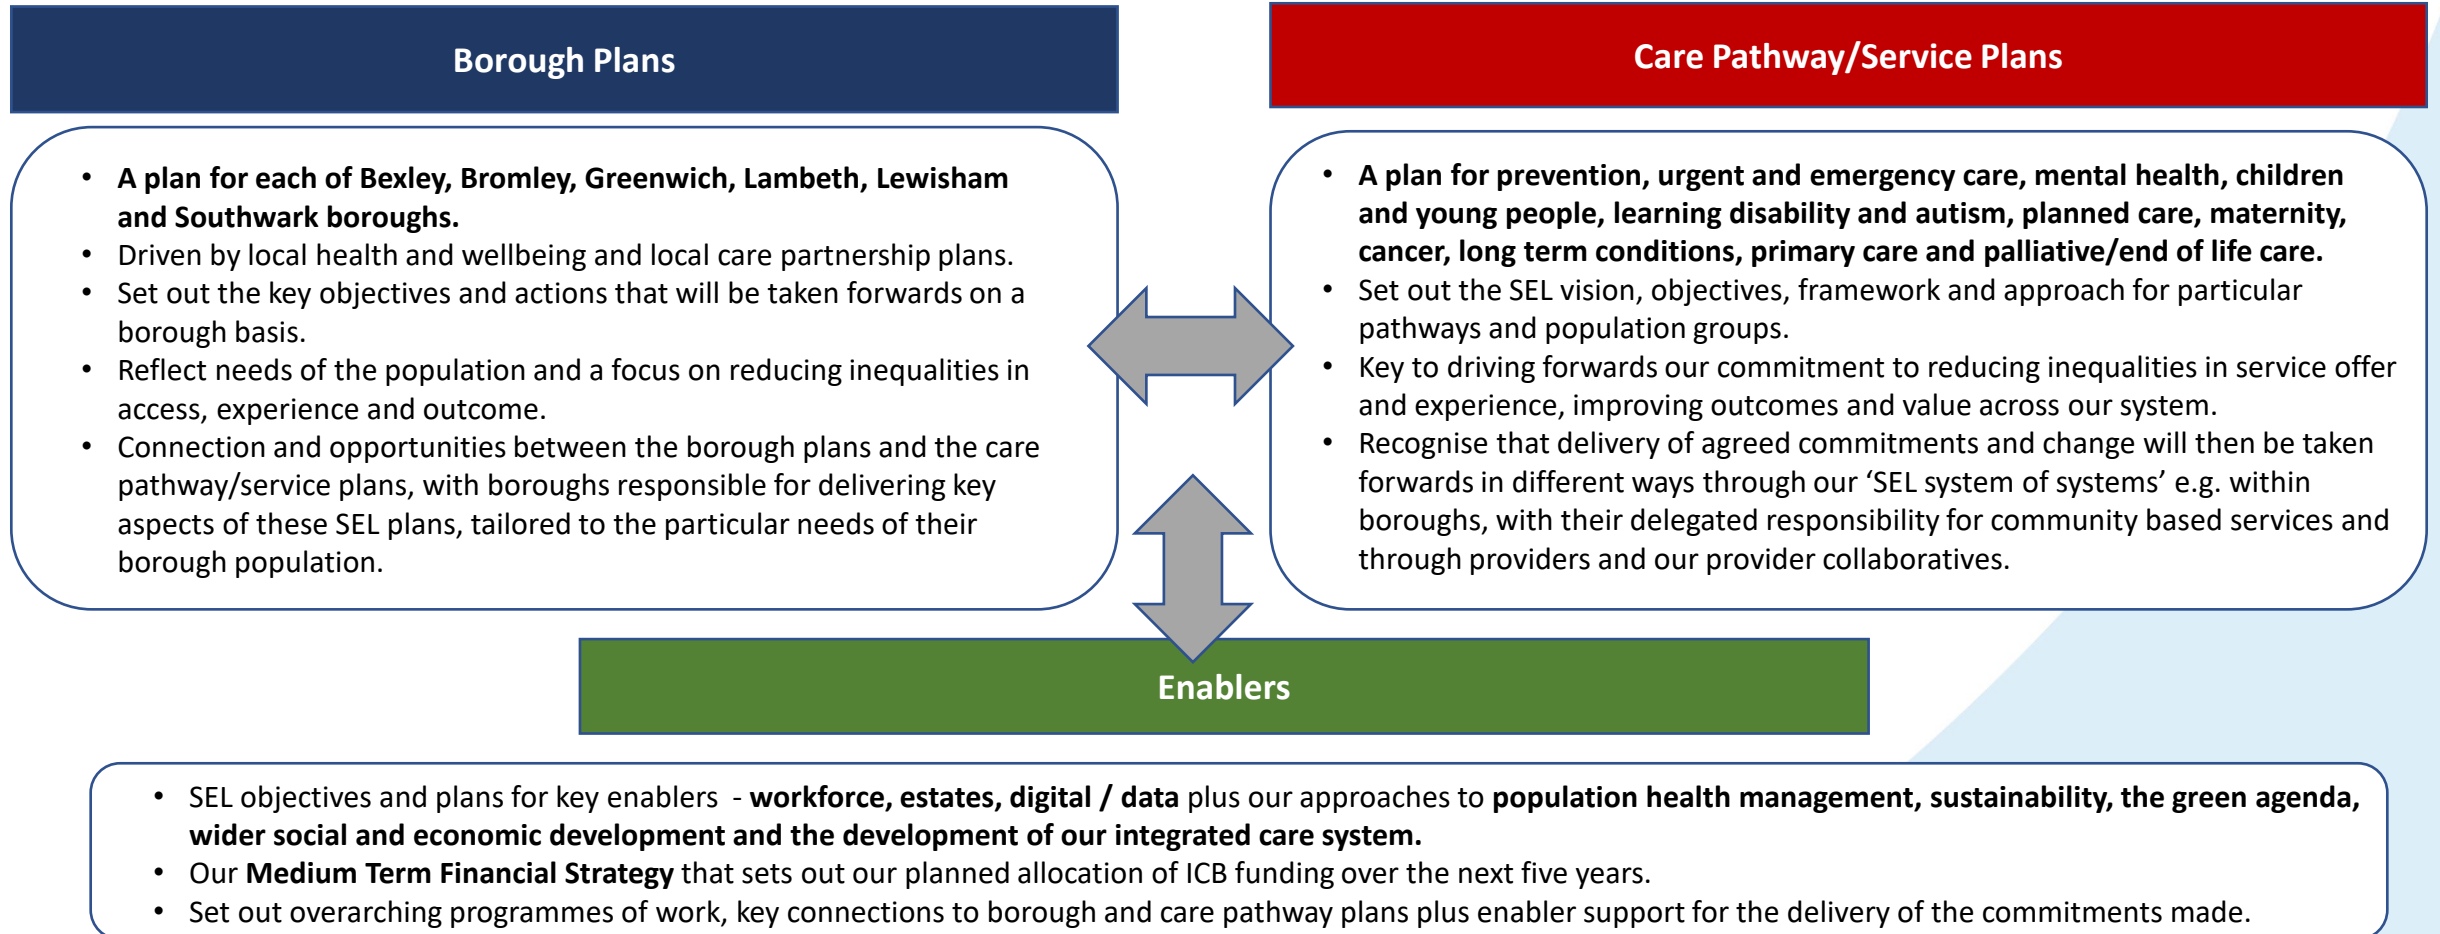 Borough Plans
• A plan for each of Bexley, Bromley, Greenwich, Lambeth, Lewisham
and Southwark boroughs.
• Driven by local health and wellbeing and local care partnership plans.
• Set out the key objectives and actions that will be taken forwards on a
borough basis.
• Reflect needs of the population and a focus on reducing inequalities in
access, experience and outcome.
• Connection and opportunities between the borough plans and the care
pathway/service plans, with boroughs responsible for delivering key
aspects of these SEL plans, tailored to the particular needs of their
borough population.
Care Pathway/Service Plans
• A plan for prevention, urgent and emergency care, mental health, children
and young people, learning disability and autism, planned care, maternity,
cancer, long term conditions, primary care and palliative/end of life care.
• Set out the SEL vision, objectives, framework and approach for particular
pathways and population groups.
• Key to driving forwards our commitment to reducing inequalities in service offer
and experience, improving outcomes and value across our system.
• Recognise that delivery of agreed commitments and change will then be taken
forwards in different ways through our ‘SEL system of systems’ e.g. within
boroughs, with their delegated responsibility for community based services and
through providers and our provider collaboratives.
Enablers
• SEL objectives and plans for key enablers - workforce, estates, digital / data plus our approaches to population health management, sustainability, the green agenda,
wider social and economic development and the development of our integrated care system.
• Our Medium Term Financial Strategy that sets out our planned allocation of ICB funding over the next five years.
• Set out overarching programmes of work, key connections to borough and care pathway plans plus enabler support for the delivery of the commitments made.